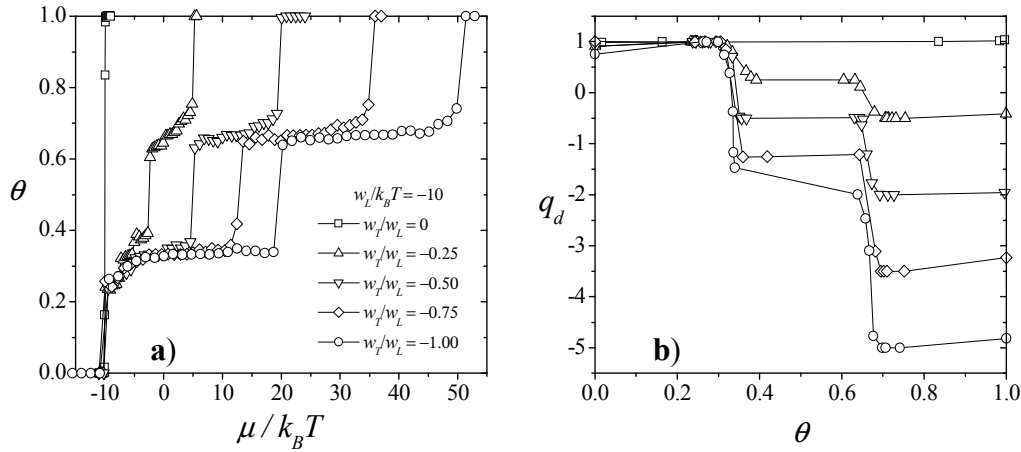 1.0
0.8
0.6
0.4
0.2
0.0
θ
-10 0 10 20 30 40 50
μ / k_BT
w_L/k_BT = −10
w_T/w_L = 0
w_T/w_L = −0.25
w_T/w_L = −0.50
w_T/w_L = −0.75
w_T/w_L = −1.00
a)
1
0
-1
-2
-3
-4
-5
q_d
0.0 0.2 0.4 0.6 0.8 1.0
θ
b)